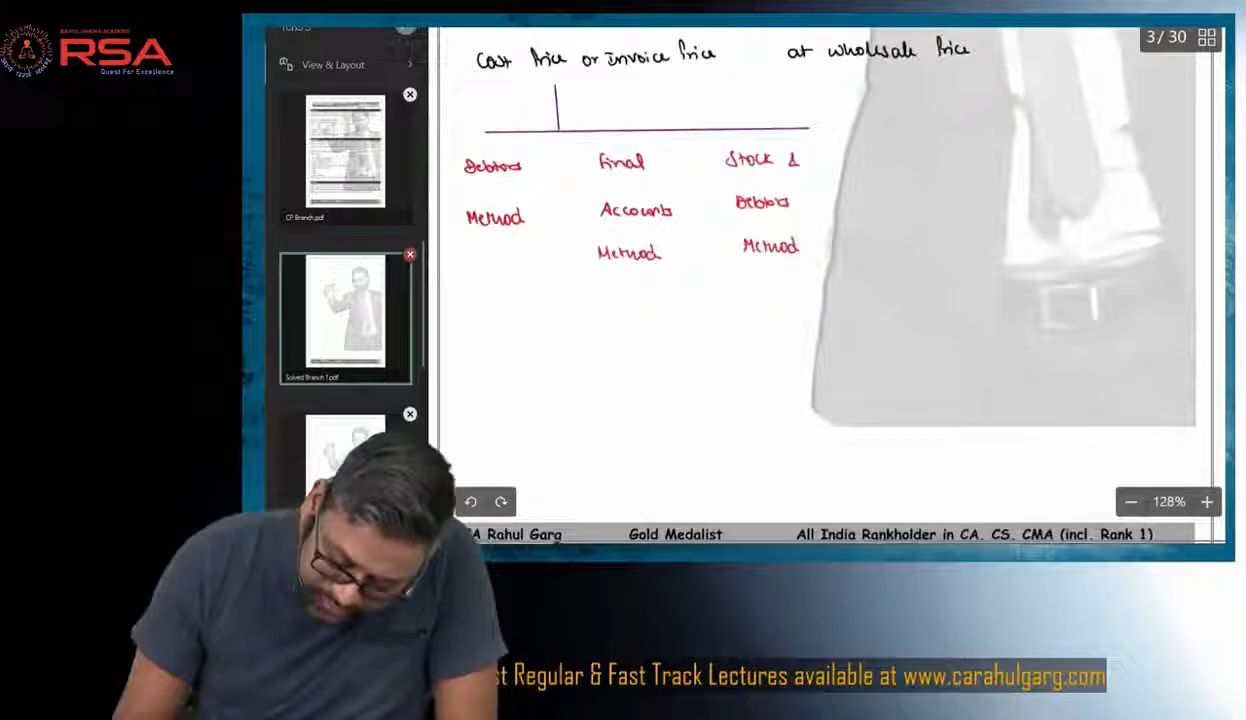 RSA
Quest For Excellence
View & Layout
3 / 30
CP Branch.pdf
Solved Branch 1.pdf
Cost Price or Invoice Price at wholesale Price
Debtors Final Stock &
Method Accounts Debtors
Method Method
128%
CA Rahul Garg Gold Medalist All India Rankholder in CA, CS, CMA (incl. Rank 1)
st Regular & Fast Track Lectures available at www.carahulgarg.com